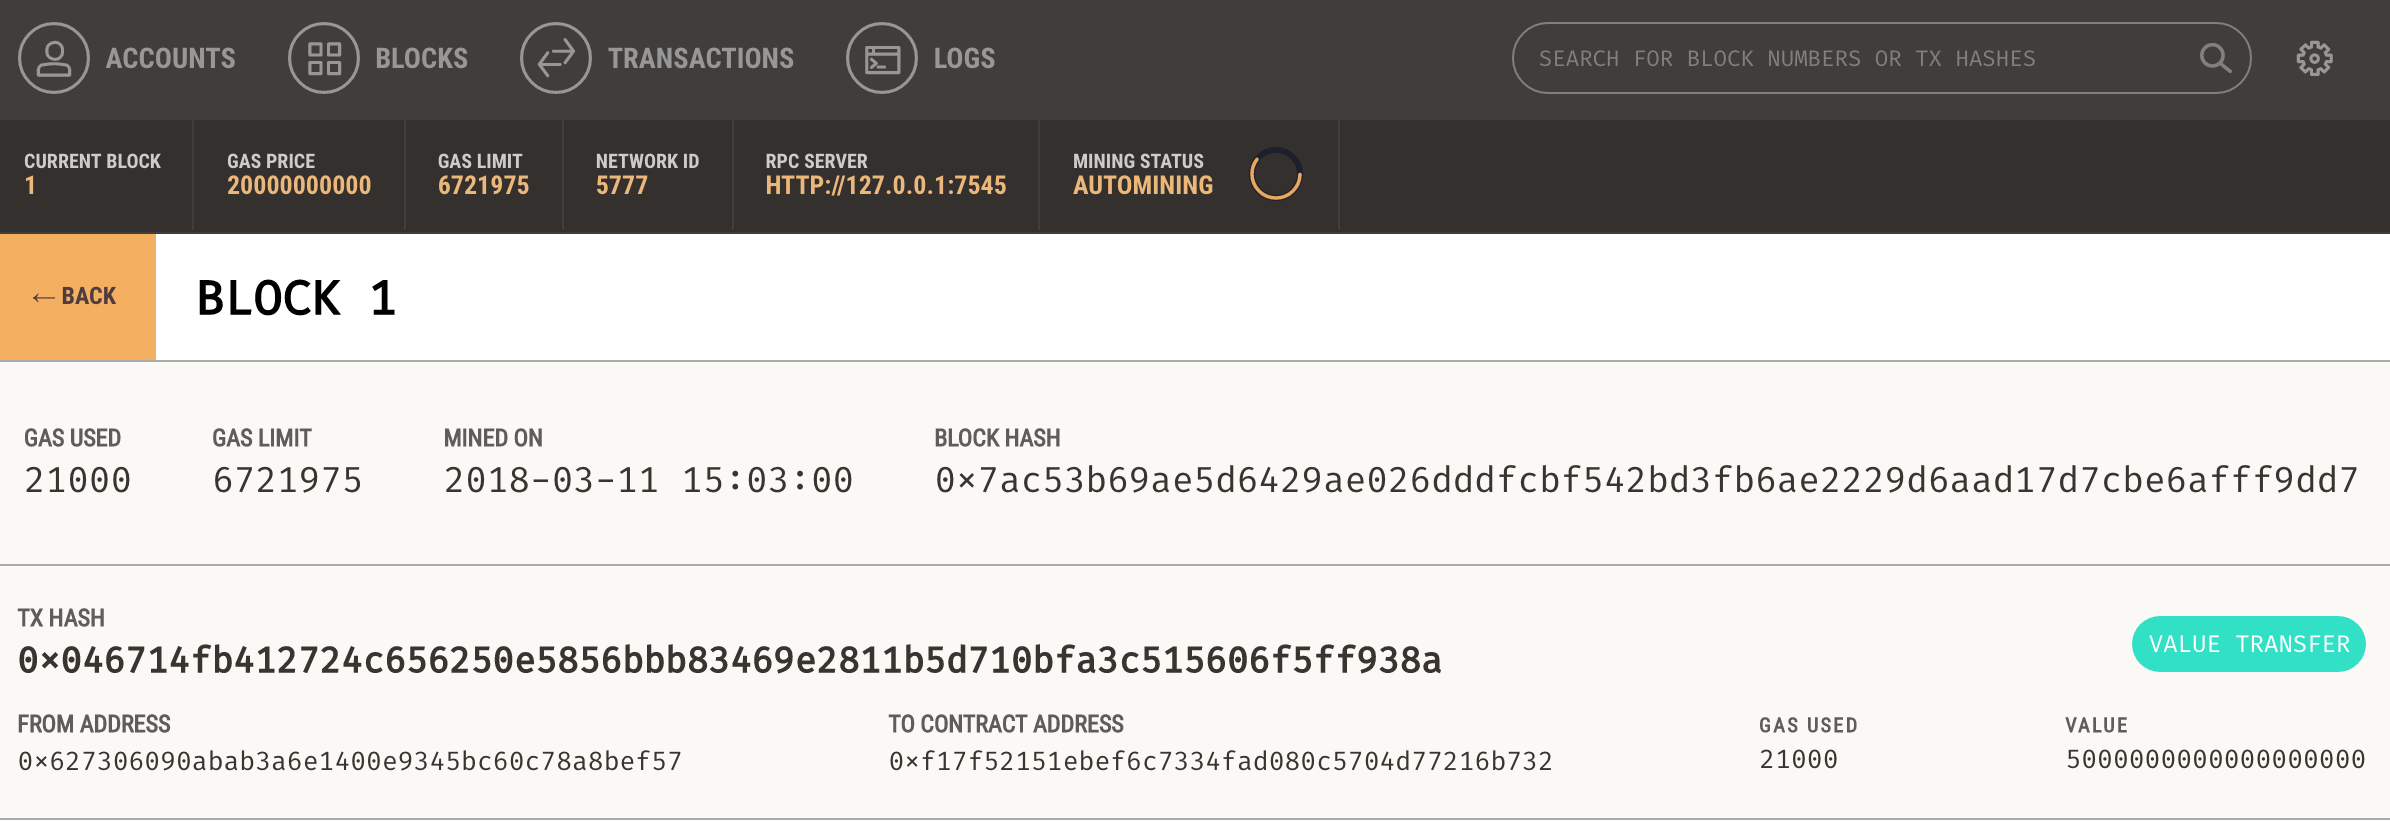 ACCOUNTS BLOCKS TRANSACTIONS LOGS SEARCH FOR BLOCK NUMBERS OR TX HASHES
CURRENT BLOCK GAS PRICE GAS LIMIT NETWORK ID RPC SERVER MINING STATUS
1 20000000000 6721975 5777 HTTP://127.0.0.1:7545 AUTOMINING
← BACK BLOCK 1
GAS USED GAS LIMIT MINED ON BLOCK HASH
21000 6721975 2018-03-11 15:03:00 0×7ac53b69ae5d6429ae026dddfcbf542bd3fb6ae2229d6aad17d7cbe6afff9dd7
TX HASH
0×046714fb412724c656250e5856bbb83469e2811b5d710bfa3c515606f5ff938a VALUE TRANSFER
FROM ADDRESS TO CONTRACT ADDRESS GAS USED VALUE
0×627306090abab3a6e1400e9345bc60c78a8bef57 0×f17f52151ebef6c7334fad080c5704d77216b732 21000 5000000000000000000